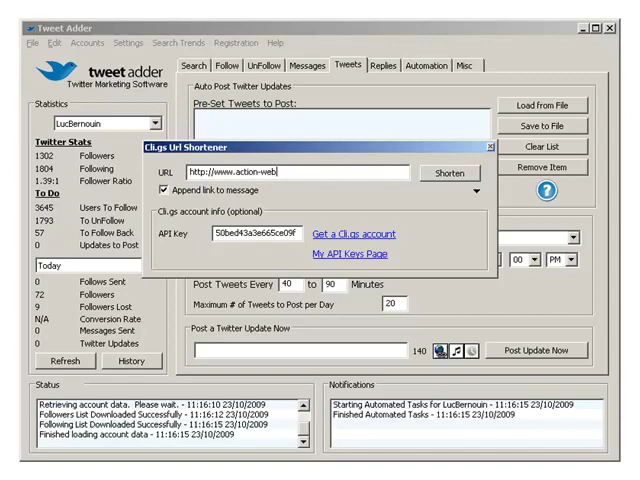 Tweet Adder
File Edit Accounts Settings Search Trends Registration Help
tweet adder
Twitter Marketing Software
Search Follow UnFollow Messages Tweets Replies Automation Misc
Statistics
LucBernouin
Twitter Stats
1302 Followers
1804 Following
1.39:1 Follower Ratio
To Do
3645 Users To Follow
1793 To UnFollow
57 To Follow Back
0 Updates to Post
Today
0 Follows Sent
72 Followers
9 Followers Lost
N/A Conversion Rate
0 Messages Sent
0 Twitter Updates
Refresh History
Auto Post Twitter Updates
Pre-Set Tweets to Post:
Load from File
Save to File
Clear List
Remove Item
?
Cli.gs Url Shortener
URL http://www.action-web Shorten
Append link to message
Cli.gs account info (optional)
API Key 50bed43a3e665ce09f Get a Cli.gs account
My API Keys Page
00 PM
Post Tweets Every 40 to 90 Minutes
Maximum # of Tweets to Post per Day 20
Post a Twitter Update Now
140 Post Update Now
Status
Retrieving account data. Please wait. - 11:16:10 23/10/2009
Followers List Downloaded Successfully - 11:16:12 23/10/2009
Following List Downloaded Successfully - 11:16:15 23/10/2009
Finished loading account data - 11:16:15 23/10/2009
Notifications
Starting Automated Tasks for LucBernouin - 11:16:15 23/10/2009
Finished Automated Tasks - 11:16:15 23/10/2009